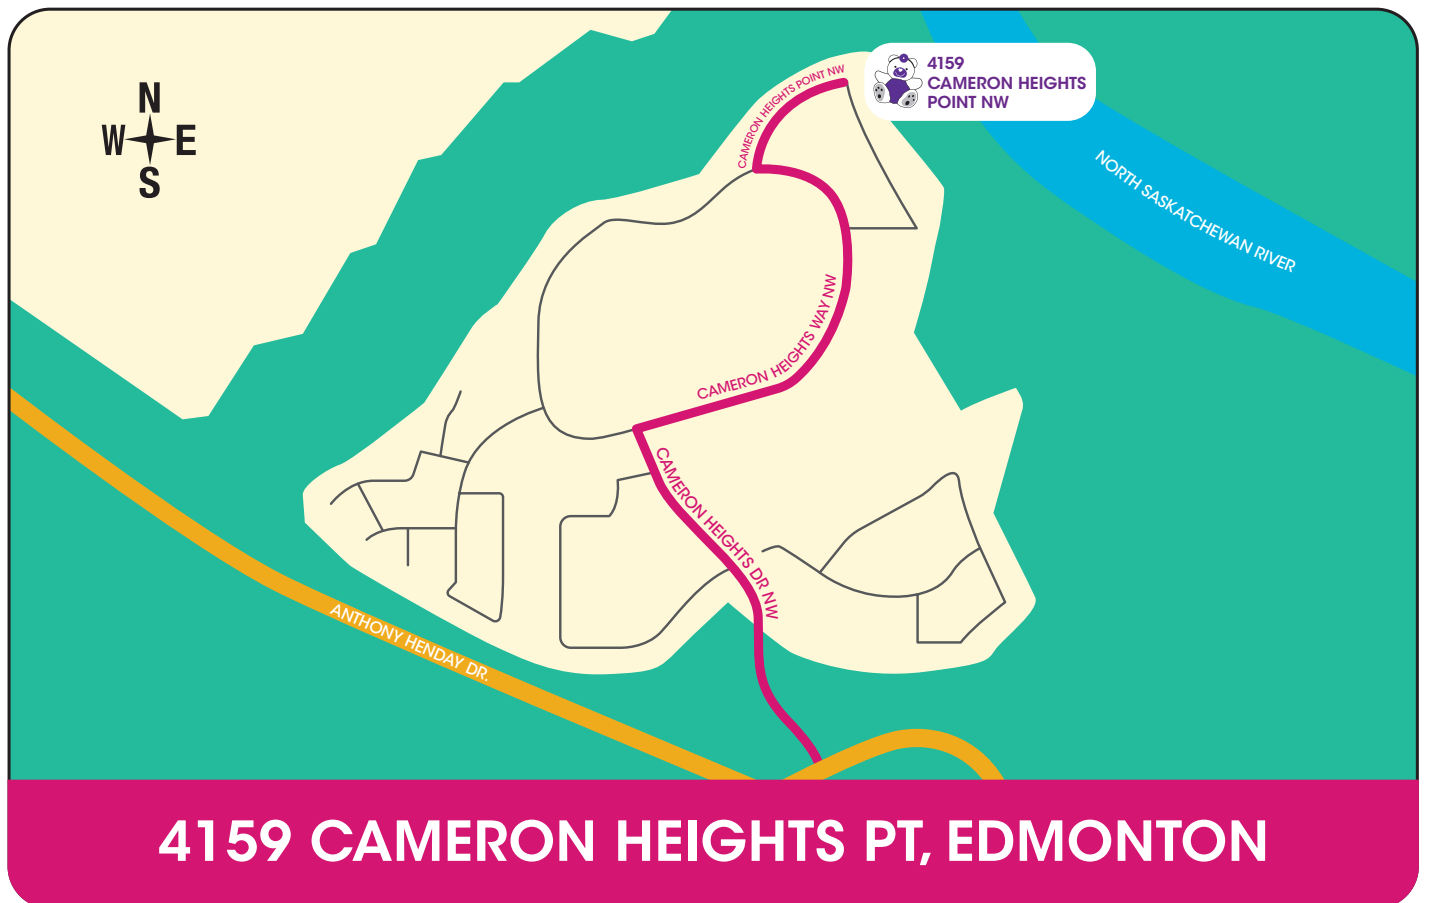 N
W E
S
CAMERON HEIGHTS POINT NW
4159
CAMERON HEIGHTS
POINT NW
NORTH SASKATCHEWAN RIVER
CAMERON HEIGHTS WAY NW
CAMERON HEIGHTS DR NW
ANTHONY HENDAY DR.
4159 CAMERON HEIGHTS PT, EDMONTON